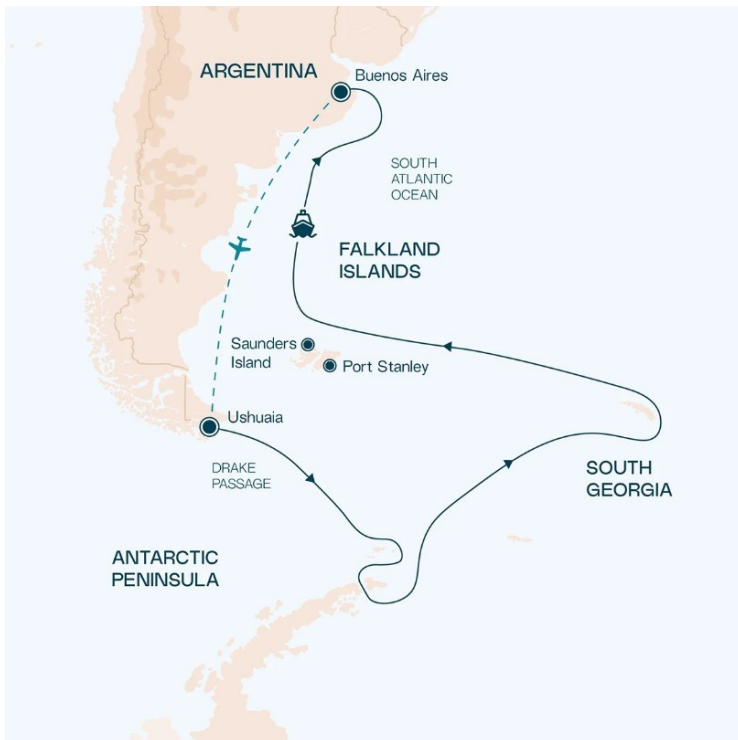 ARGENTINA
Buenos Aires
SOUTH
ATLANTIC
OCEAN
FALKLAND
ISLANDS
Saunders
Island
Port Stanley
Ushuaia
DRAKE
PASSAGE
SOUTH
GEORGIA
ANTARCTIC
PENINSULA